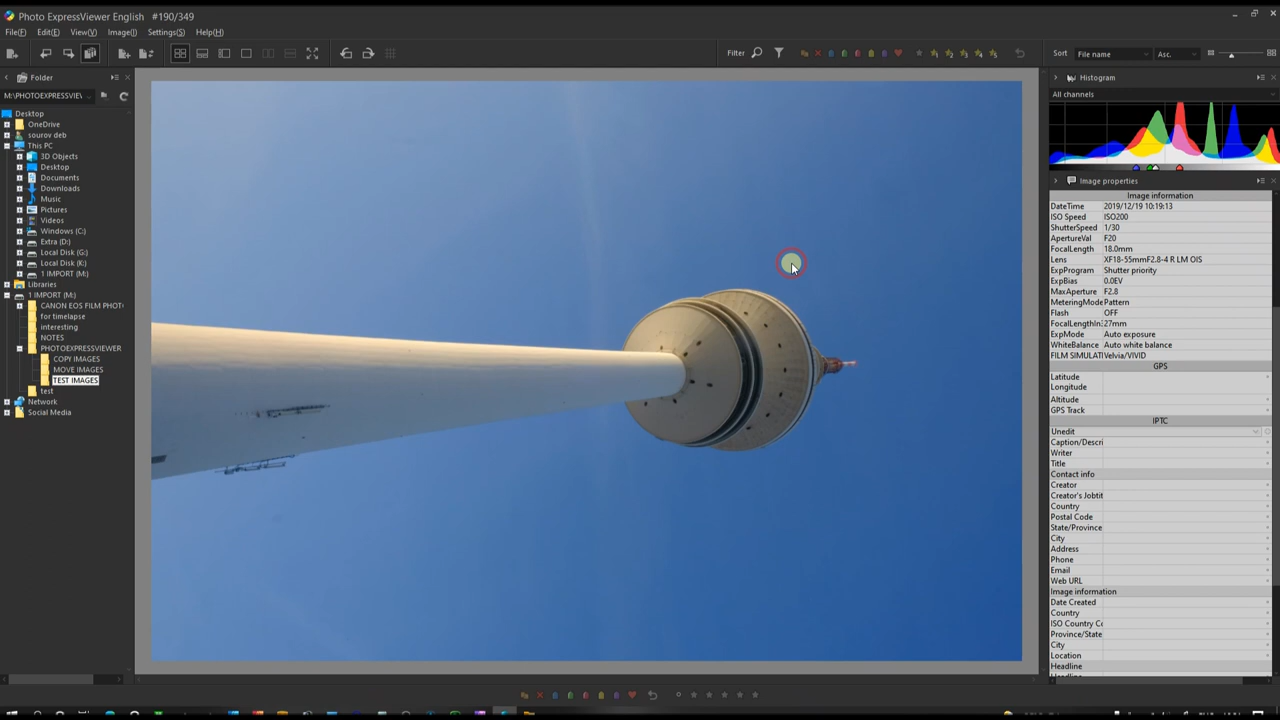 Photo ExpressViewer English #190/349
File(F) Edit(E) View(V) Image(I) Settings(S) Help(H)
Filter
Sort File name Asc.
Folder
M:\PHOTOEXPRESSVIEV
Desktop
OneDrive
sourov deb
This PC
3D Objects
Desktop
Documents
Downloads
Music
Pictures
Videos
Windows (C:)
Extra (D:)
Local Disk (G:)
Local Disk (K:)
1 IMPORT (M:)
Libraries
1 IMPORT (M:)
CANON EOS FILM PHOT
for timelapse
interesting
NOTES
PHOTOEXPRESSVIEWER
COPY IMAGES
MOVE IMAGES
TEST IMAGES
test
Network
Social Media
Histogram
All channels
Image properties
Image information
DateTime 2019/12/19 10:19:13
ISO Speed ISO200
ShutterSpeed 1/30
ApertureVal F20
FocalLength 18.0mm
Lens XF18-55mmF2.8-4 R LM OIS
ExpProgram Shutter priority
ExpBias 0.0EV
MaxAperture F2.8
MeteringMode Pattern
Flash OFF
FocalLengthIn 27mm
ExpMode Auto exposure
WhiteBalance Auto white balance
FILM SIMULATI Velvia/VIVID
GPS
Latitude
Longitude
Altitude
GPS Track
IPTC
Unedit
Caption/Descri
Writer
Title
Contact info
Creator
Creator's Jobtit
Country
Postal Code
State/Province
City
Address
Phone
Email
Web URL
Image information
Date Created
Country
ISO Country Co
Province/State
City
Location
Headline